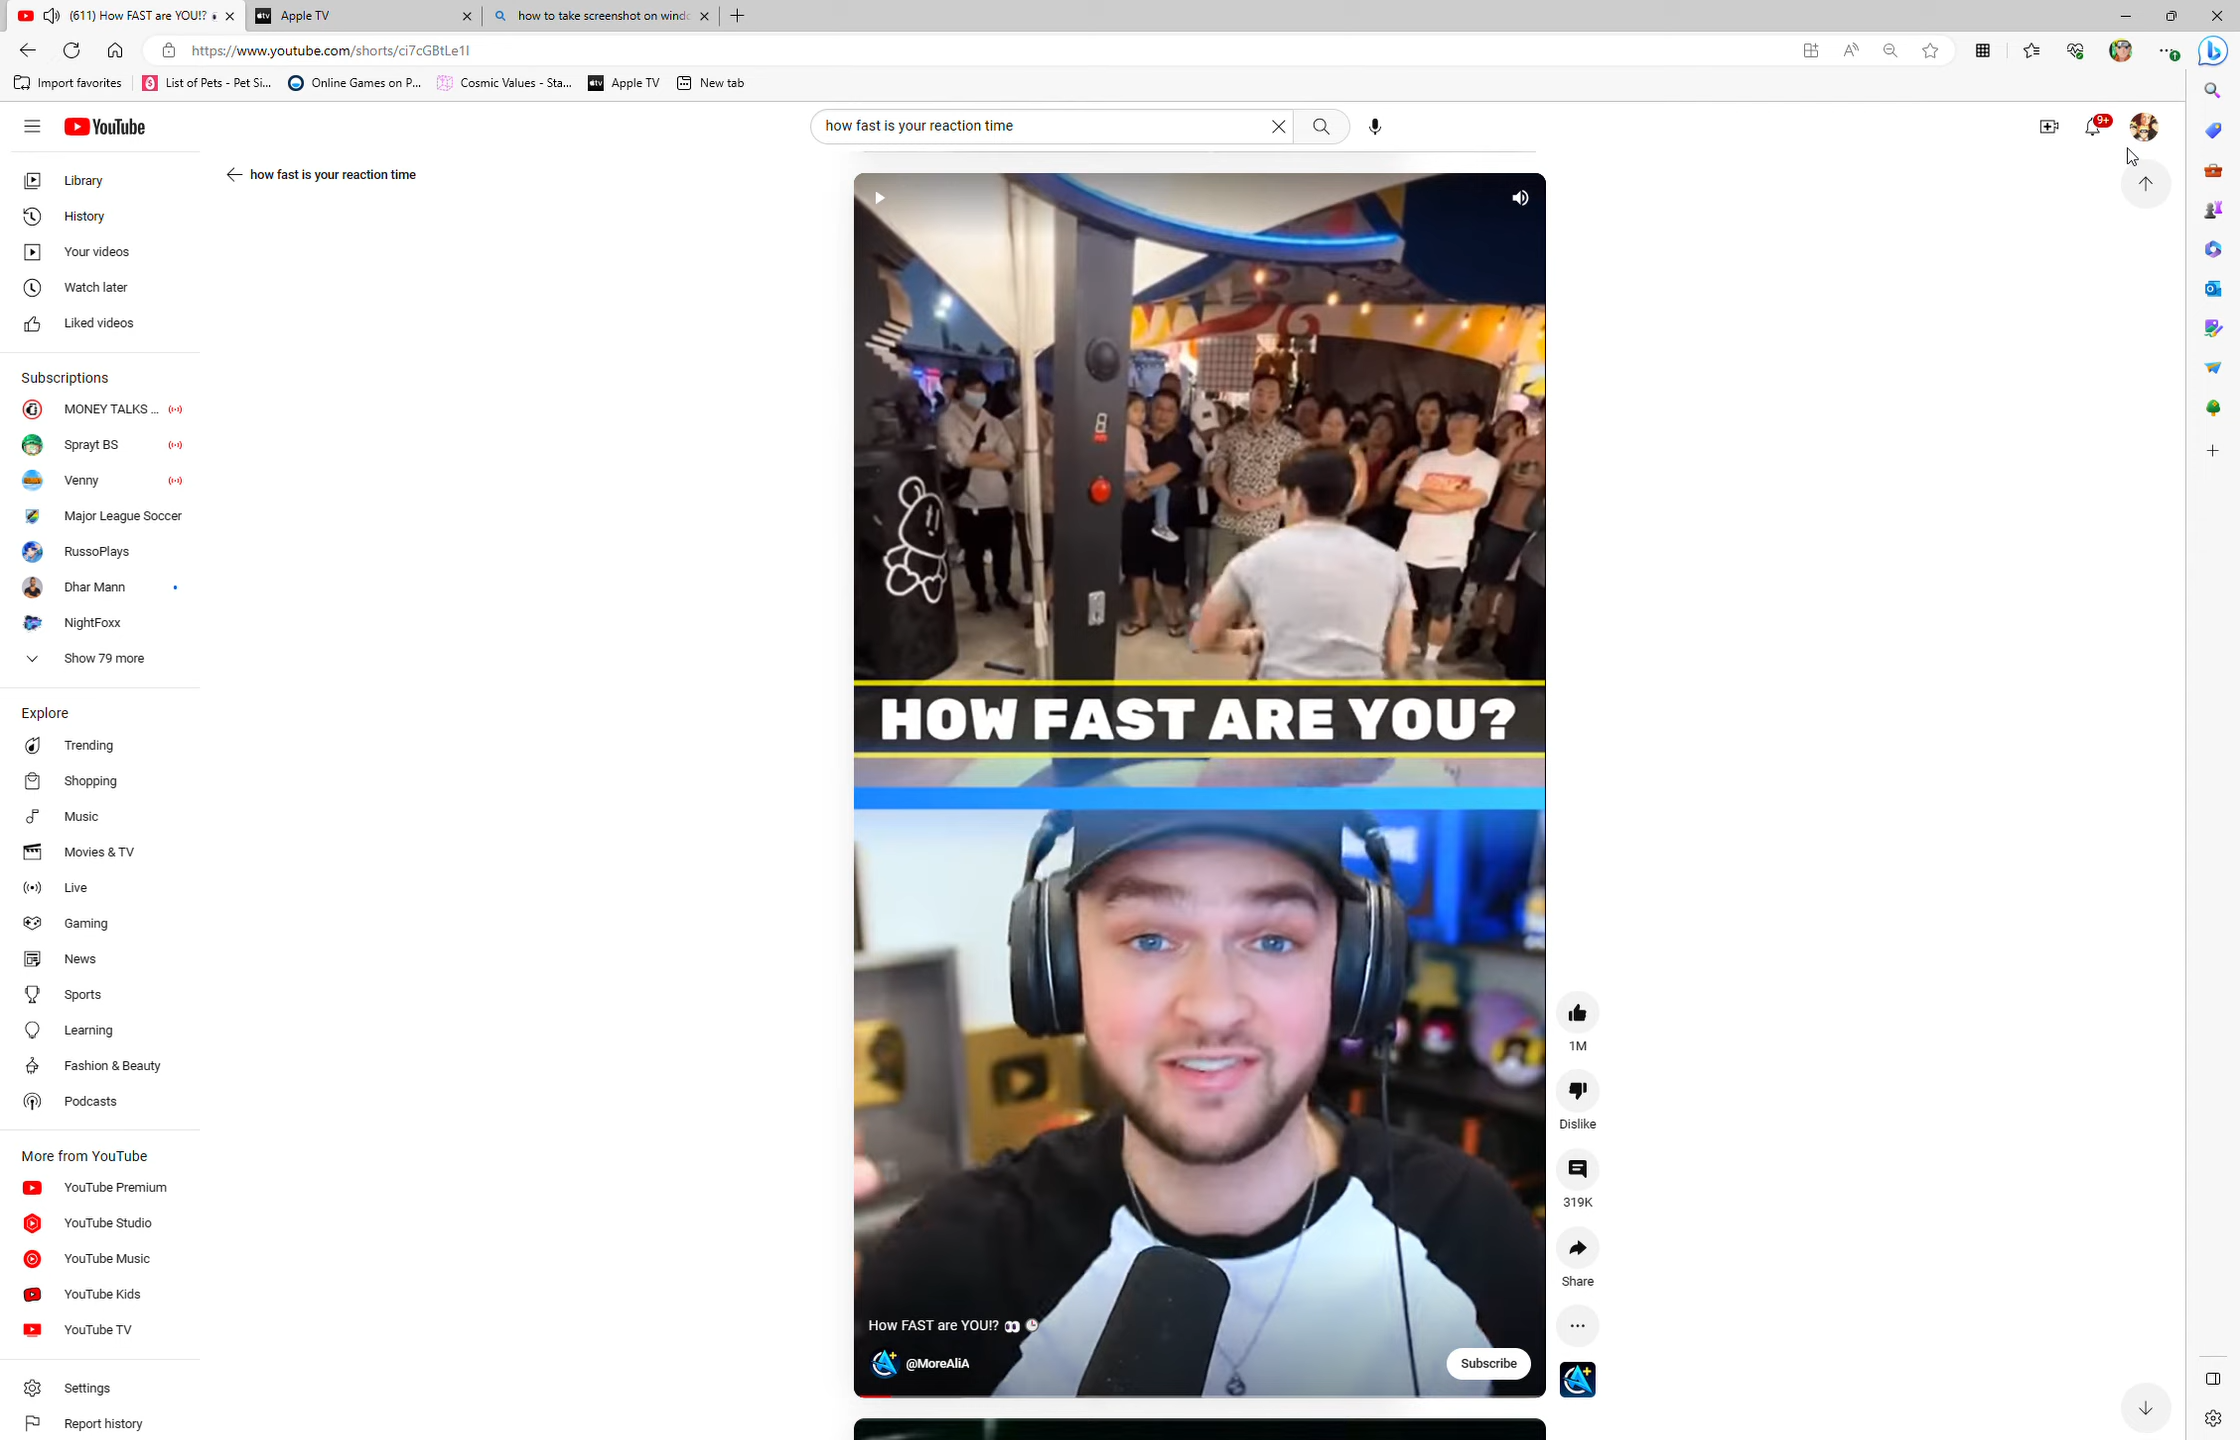 (611) How FAST are YOU!?
Apple TV
how to take screenshot on wind
https://www.youtube.com/shorts/ci7cGBtLe1I
Import favorites
List of Pets - Pet Si...
Online Games on P...
Cosmic Values - Sta...
Apple TV
New tab
YouTube
how fast is your reaction time
9+
how fast is your reaction time
Library
History
Your videos
Watch later
Liked videos
Subscriptions
MONEY TALKS ...
Sprayt BS
Venny
Major League Soccer
RussoPlays
Dhar Mann
NightFoxx
Show 79 more
Explore
Trending
Shopping
Music
Movies & TV
Live
Gaming
News
Sports
Learning
Fashion & Beauty
Podcasts
More from YouTube
YouTube Premium
YouTube Studio
YouTube Music
YouTube Kids
YouTube TV
Settings
Report history
HOW FAST ARE YOU?
1M
Dislike
319K
Share
How FAST are YOU!? 👀 🕒
@MoreAliA
Subscribe